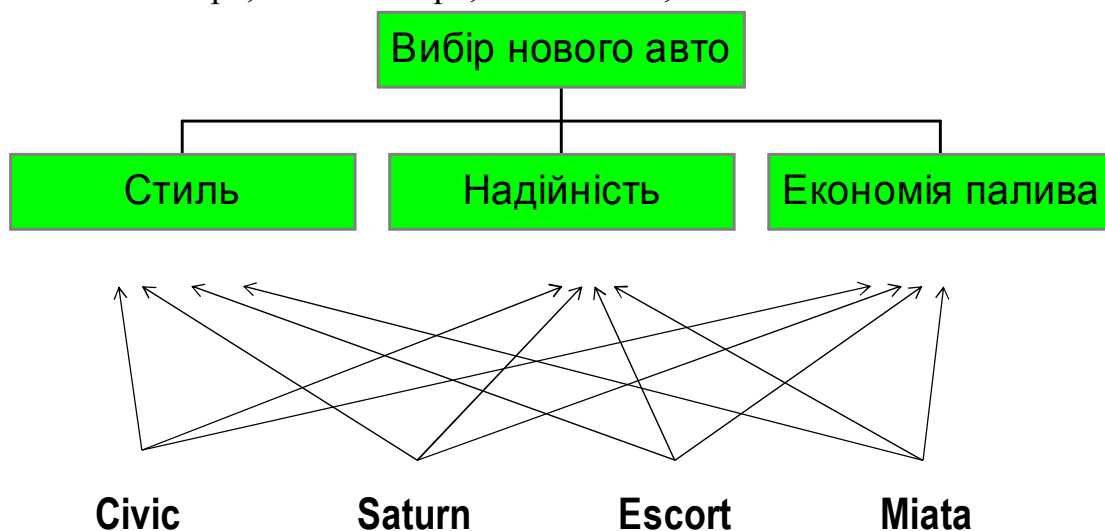 Вибір нового авто
Стиль Надійність Економія палива
Civic Saturn Escort Miata